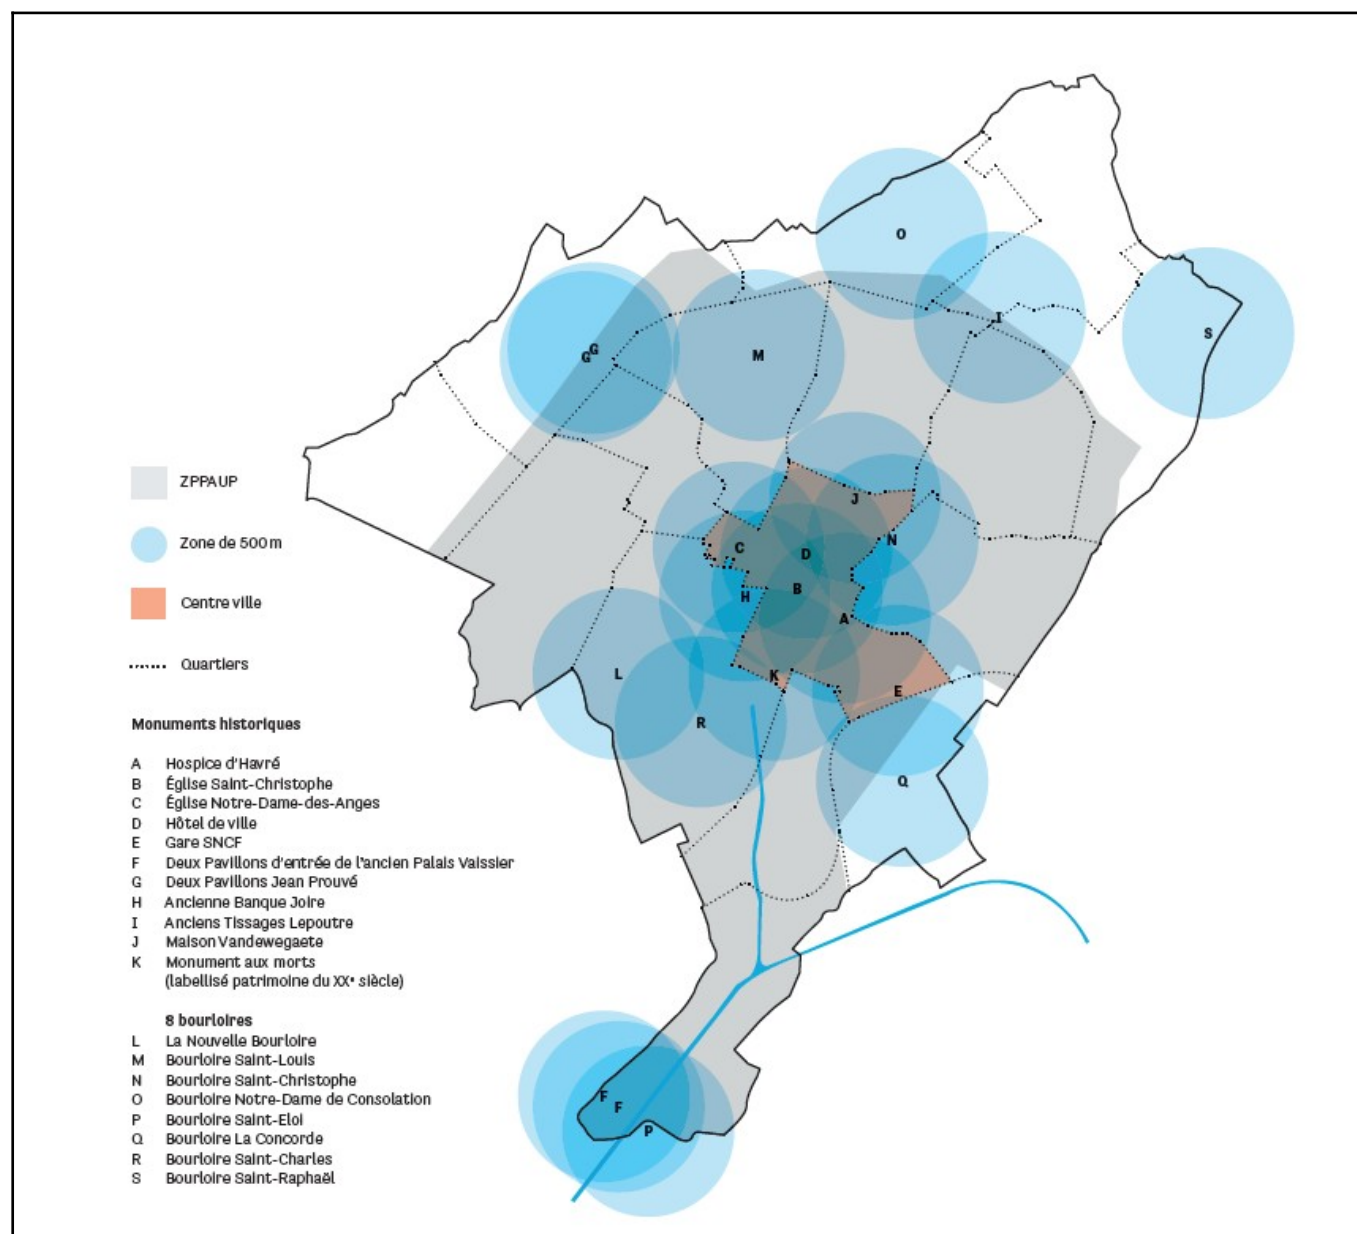 O
I
S
G
G
M
J
N
C
D
B
H
A
L
K
E
R
Q
F
F
P
ZPPAUP
Zone de 500 m
Centre ville
Quartiers
Monuments historiques
A Hospice d'Havré
B Église Saint-Christophe
C Église Notre-Dame-des-Anges
D Hôtel de ville
E Gare SNCF
F Deux Pavillons d'entrée de l'ancien Palais Vaissier
G Deux Pavillons Jean Prouvé
H Ancienne Banque Joire
I Anciens Tissages Lepoutre
J Maison Vandewegaete
K Monument aux morts
(labellisé patrimoine du XXe siècle)
8 bourloires
L La Nouvelle Bourloire
M Bourloire Saint-Louis
N Bourloire Saint-Christophe
O Bourloire Notre-Dame de Consolation
P Bourloire Saint-Eloi
Q Bourloire La Concorde
R Bourloire Saint-Charles
S Bourloire Saint-Raphaël